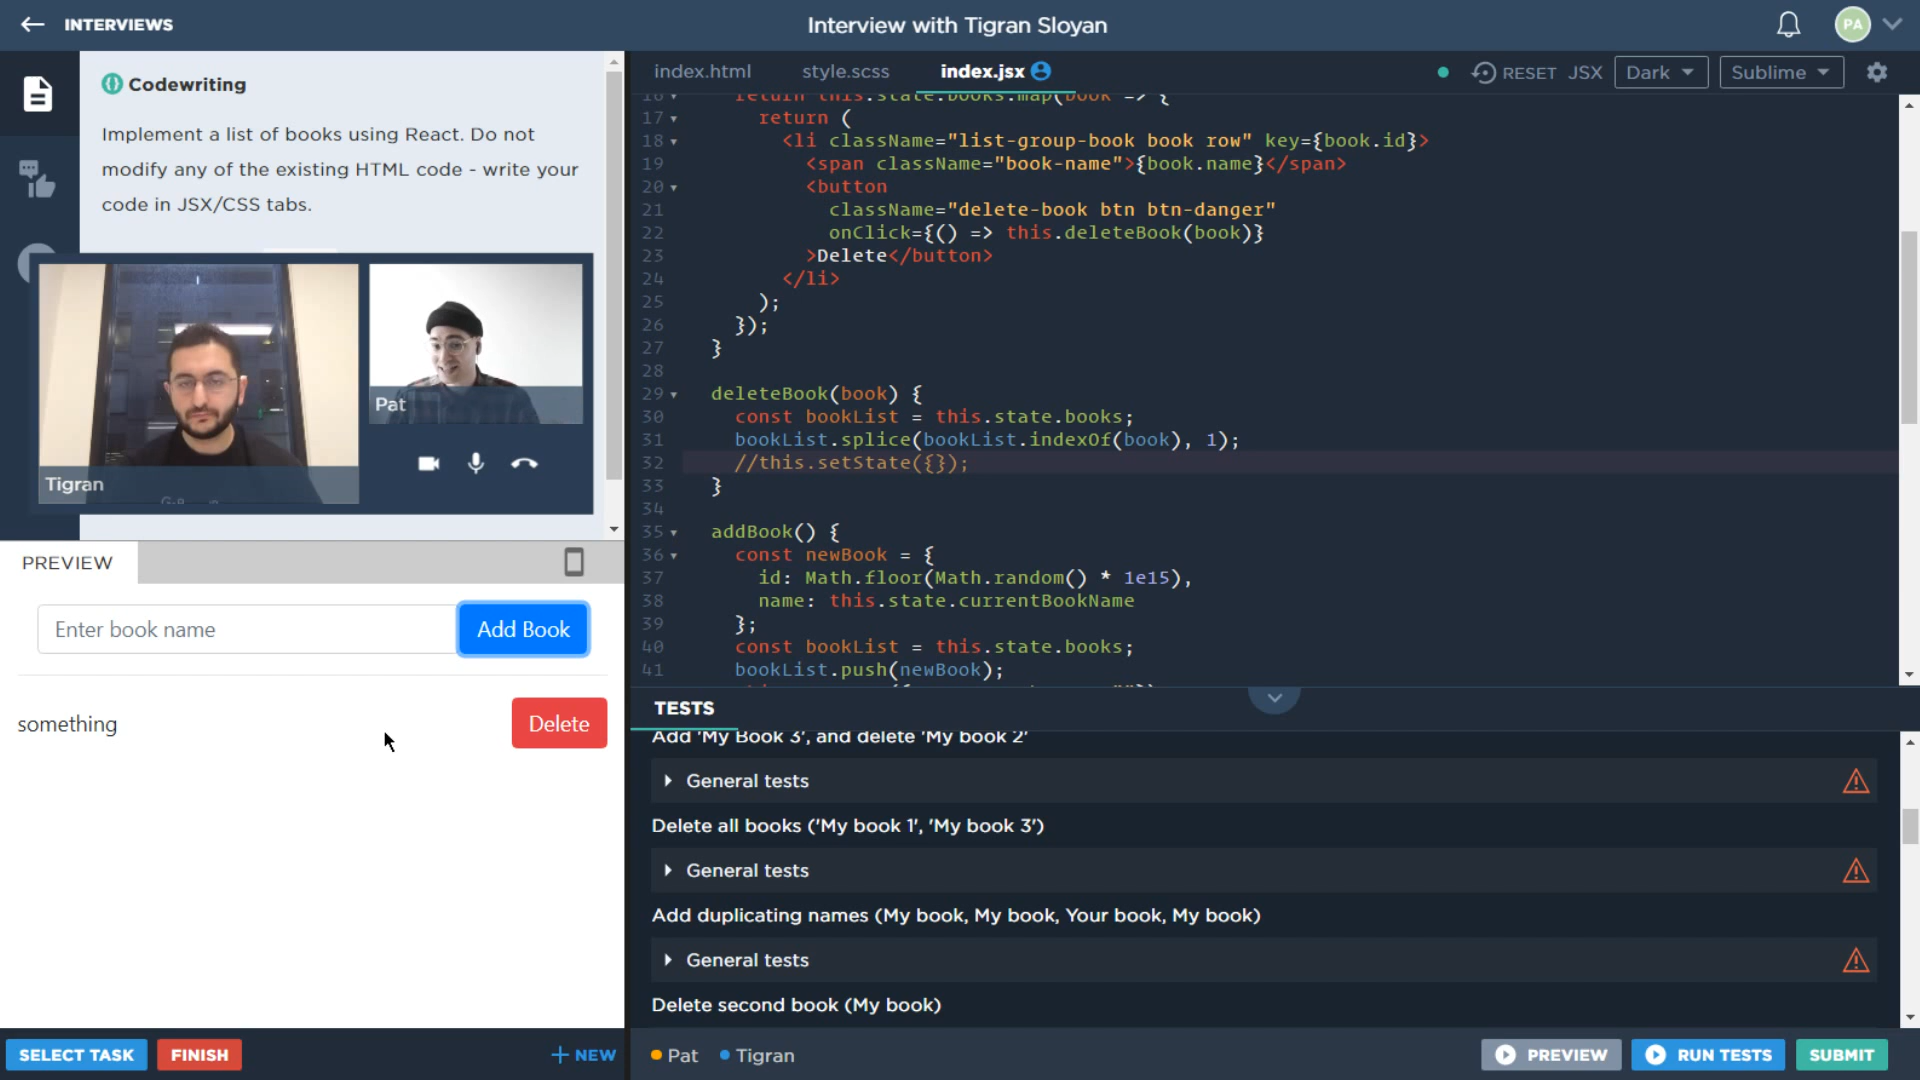 INTERVIEWS
Interview with Tigran Sloyan
PA
Codewriting
Implement a list of books using React. Do not
modify any of the existing HTML code - write your
code in JSX/CSS tabs.
Tigran
Pat
PREVIEW
Enter book name
Add Book
something
Delete
SELECT TASK
FINISH
NEW
index.html
style.scss
index.jsx
RESET
JSX
Dark
Sublime
16 return this.state.books.map(book => {
17 return (
18 <li className="list-group-book book row" key={book.id}>
19 <span className="book-name">{book.name}</span>
20 <button
21 className="delete-book btn btn-danger"
22 onClick={() => this.deleteBook(book)}
23 >Delete</button>
24 </li>
25 );
26 });
27 }
28
29 deleteBook(book) {
30 const bookList = this.state.books;
31 bookList.splice(bookList.indexOf(book), 1);
32 //this.setState({});
33 }
34
35 addBook() {
36 const newBook = {
37 id: Math.floor(Math.random() * 1e15),
38 name: this.state.currentBookName
39 };
40 const bookList = this.state.books;
41 bookList.push(newBook);
TESTS
Add 'My Book 3', and delete 'My book 2'
General tests
Delete all books ('My book 1', 'My book 3')
General tests
Add duplicating names (My book, My book, Your book, My book)
General tests
Delete second book (My book)
Pat
Tigran
PREVIEW
RUN TESTS
SUBMIT